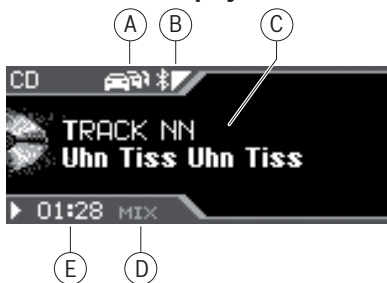 A B C
CD
TRACK NN
Uhn Tiss Uhn Tiss
01:28 MIX
E D